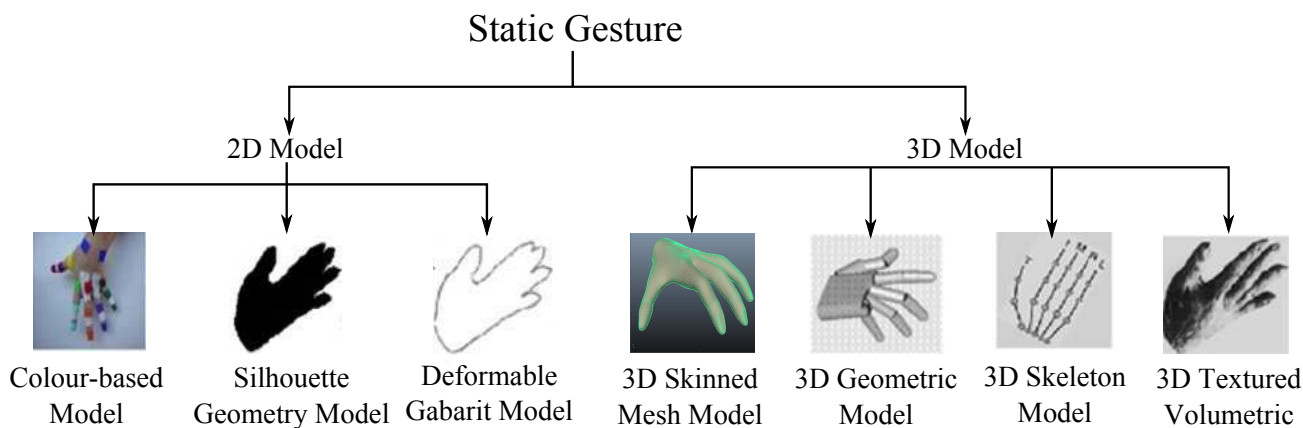 Static Gesture
2D Model
3D Model
Colour-based
Model
Silhouette
Geometry Model
Deformable
Gabarit Model
3D Skinned
Mesh Model
3D Geometric
Model
T I M R L
3D Skeleton
Model
3D Textured
Volumetric